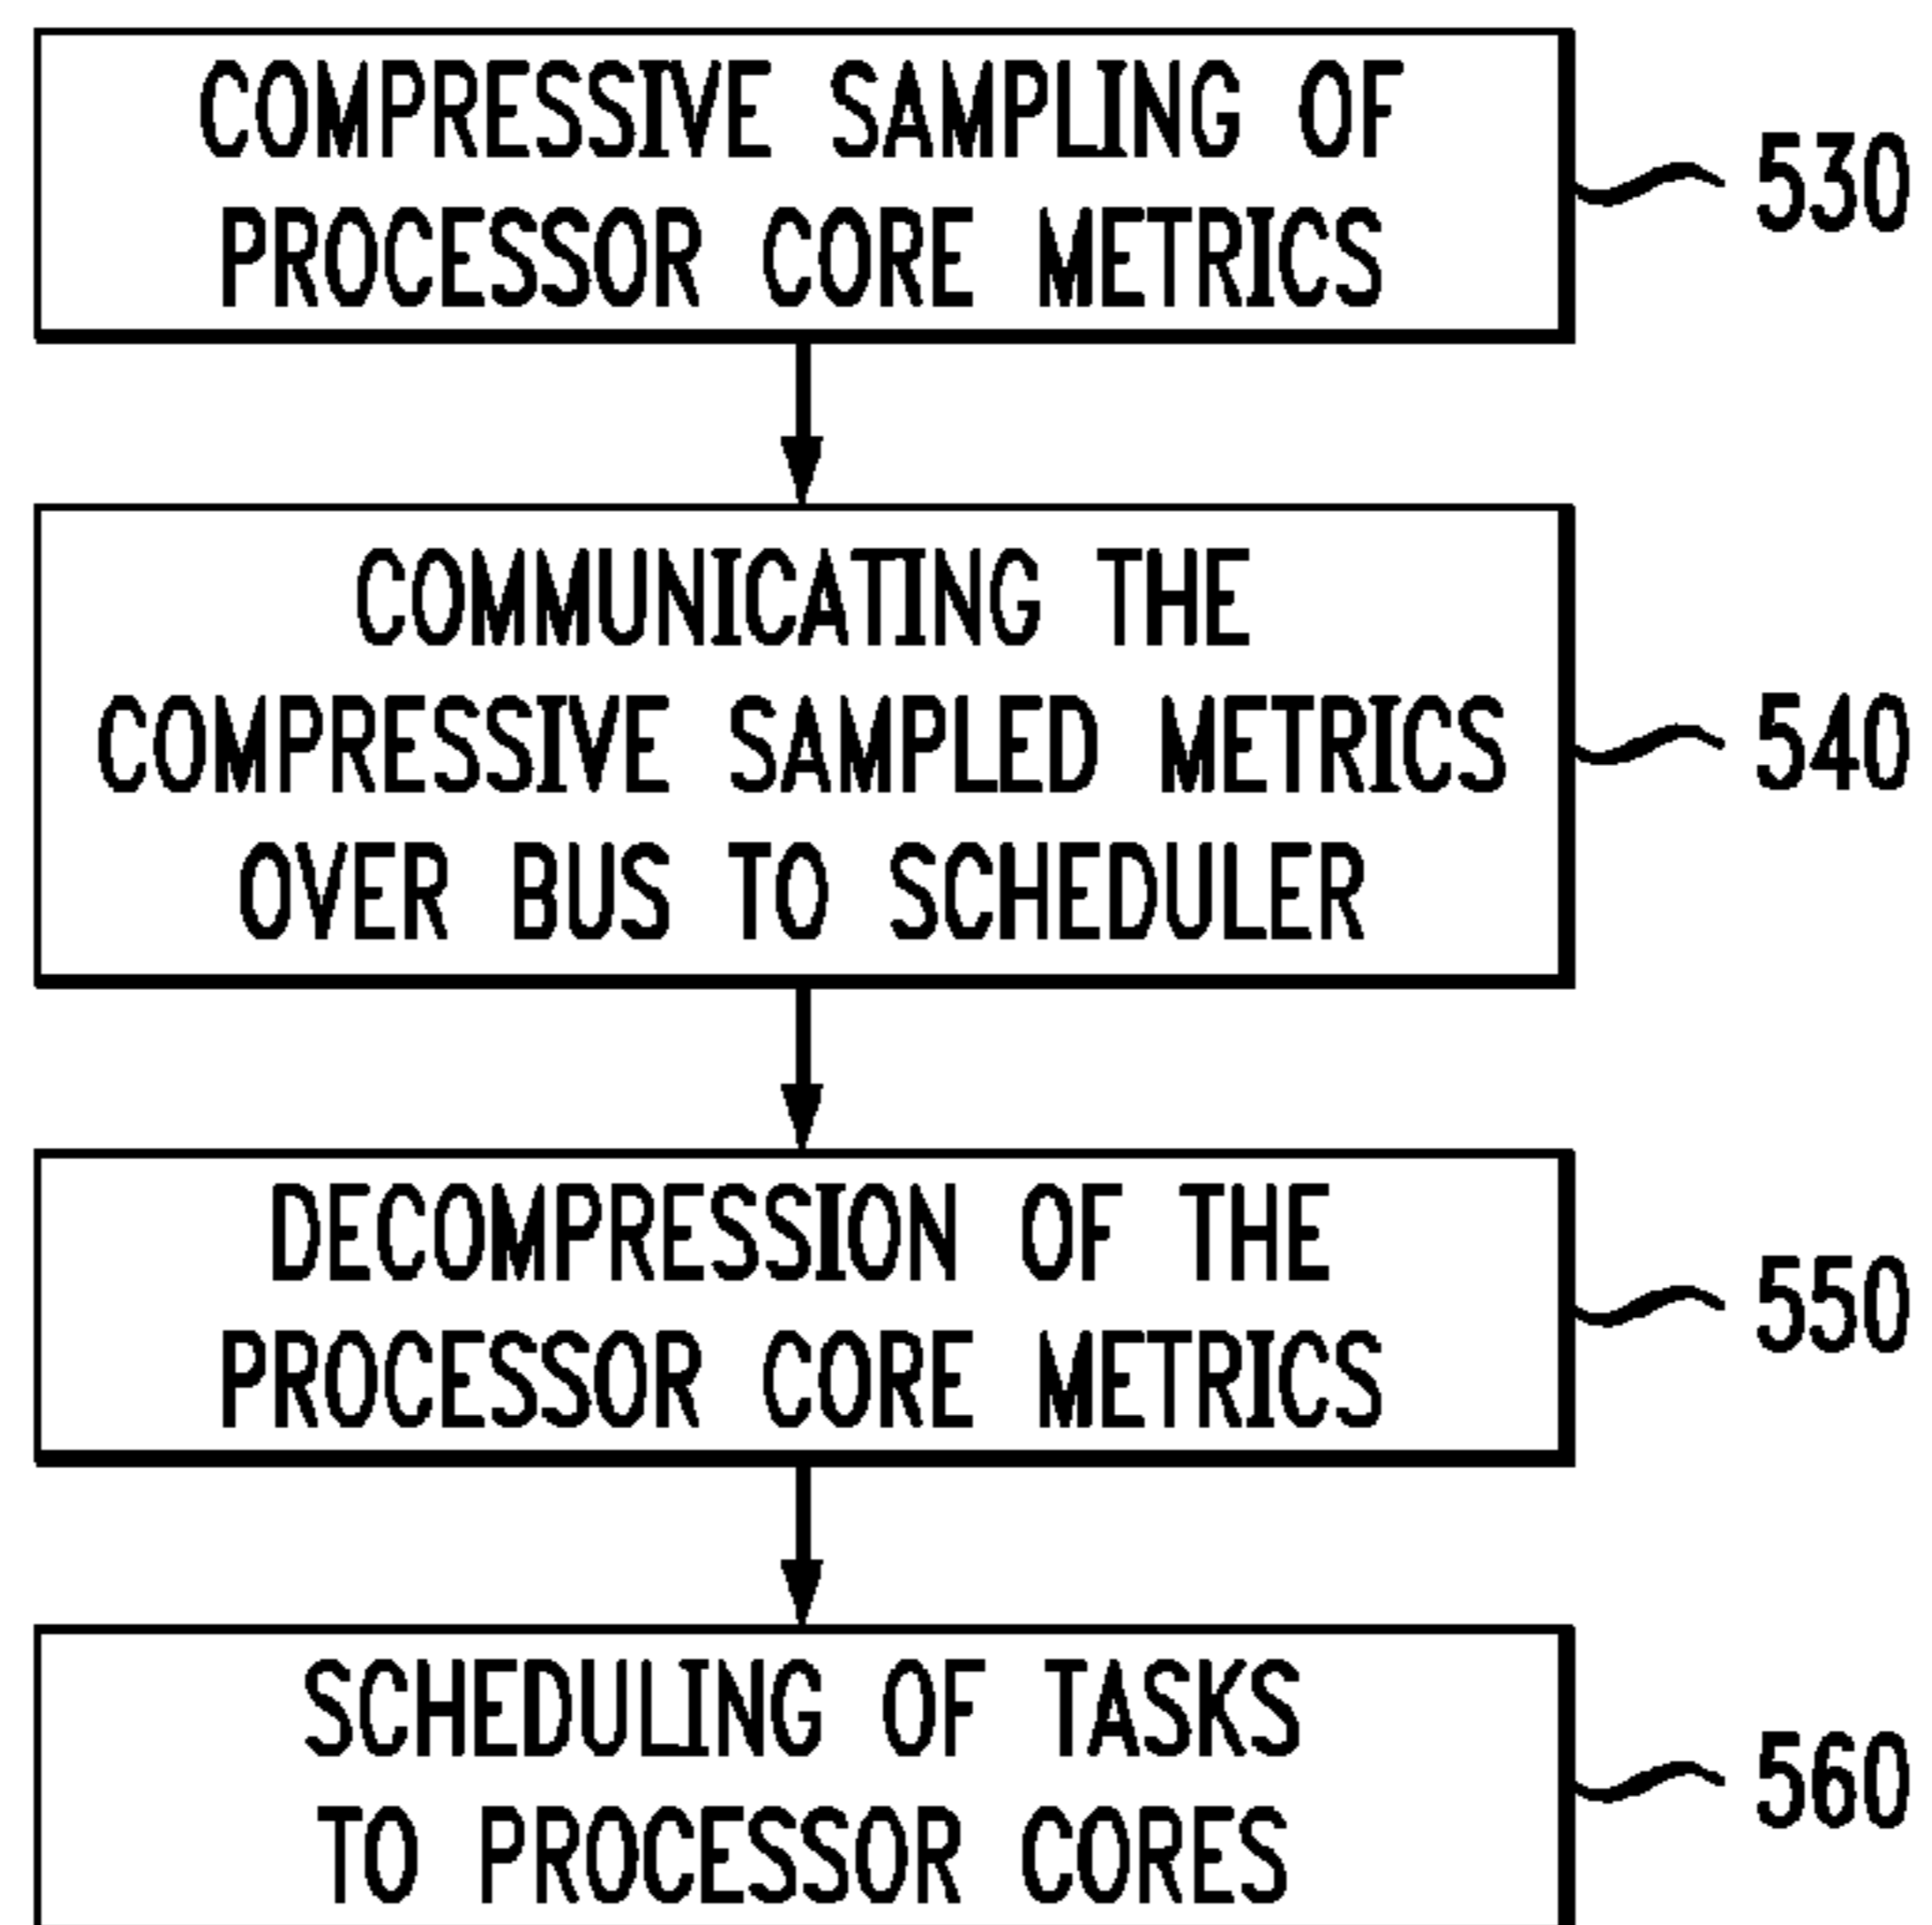 COMPRESSIVE SAMPLING OF
PROCESSOR CORE METRICS
530
COMMUNICATING THE
COMPRESSIVE SAMPLED METRICS
OVER BUS TO SCHEDULER
540
DECOMPRESSION OF THE
PROCESSOR CORE METRICS
550
SCHEDULING OF TASKS
TO PROCESSOR CORES
560